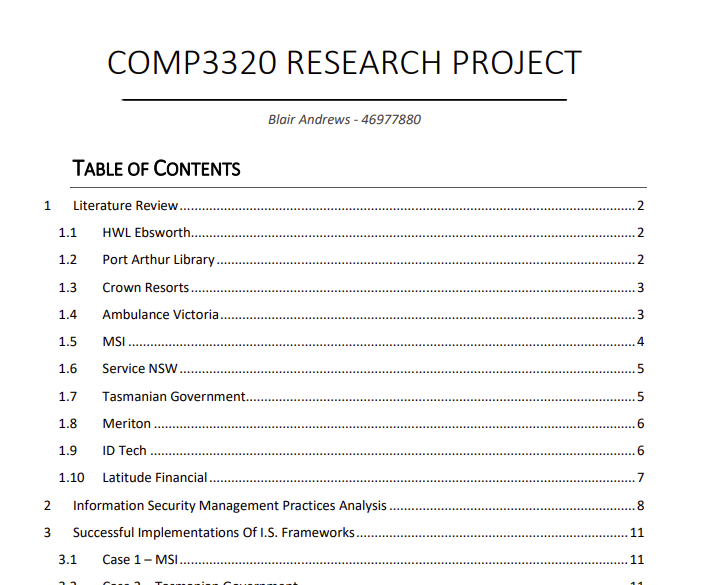 COMP3320 RESEARCH PROJECT
Blair Andrews - 46977880
TABLE OF CONTENTS
1 Literature Review 2
1.1 HWL Ebsworth 2
1.2 Port Arthur Library 2
1.3 Crown Resorts 3
1.4 Ambulance Victoria 3
1.5 MSI 4
1.6 Service NSW 5
1.7 Tasmanian Government 5
1.8 Meriton 6
1.9 ID Tech 6
1.10 Latitude Financial 7
2 Information Security Management Practices Analysis 8
3 Successful Implementations Of I.S. Frameworks 11
3.1 Case 1 – MSI 11